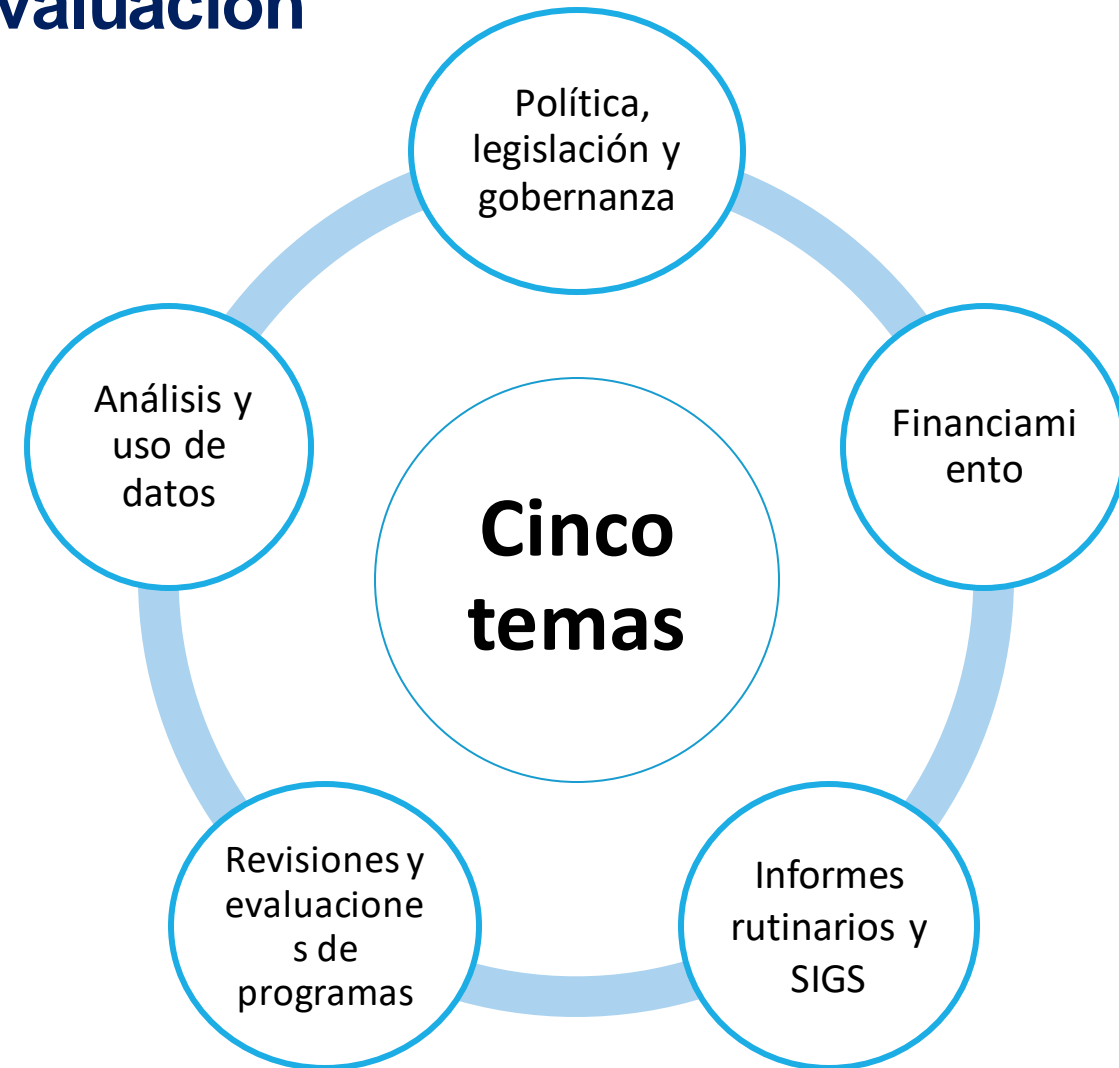 valuación
Política,
legislación y
gobernanza
Financiami
ento
Informes
rutinarios y
SIGS
Revisiones y
evaluacione
s de
programas
Análisis y
uso de
datos
Cinco
temas